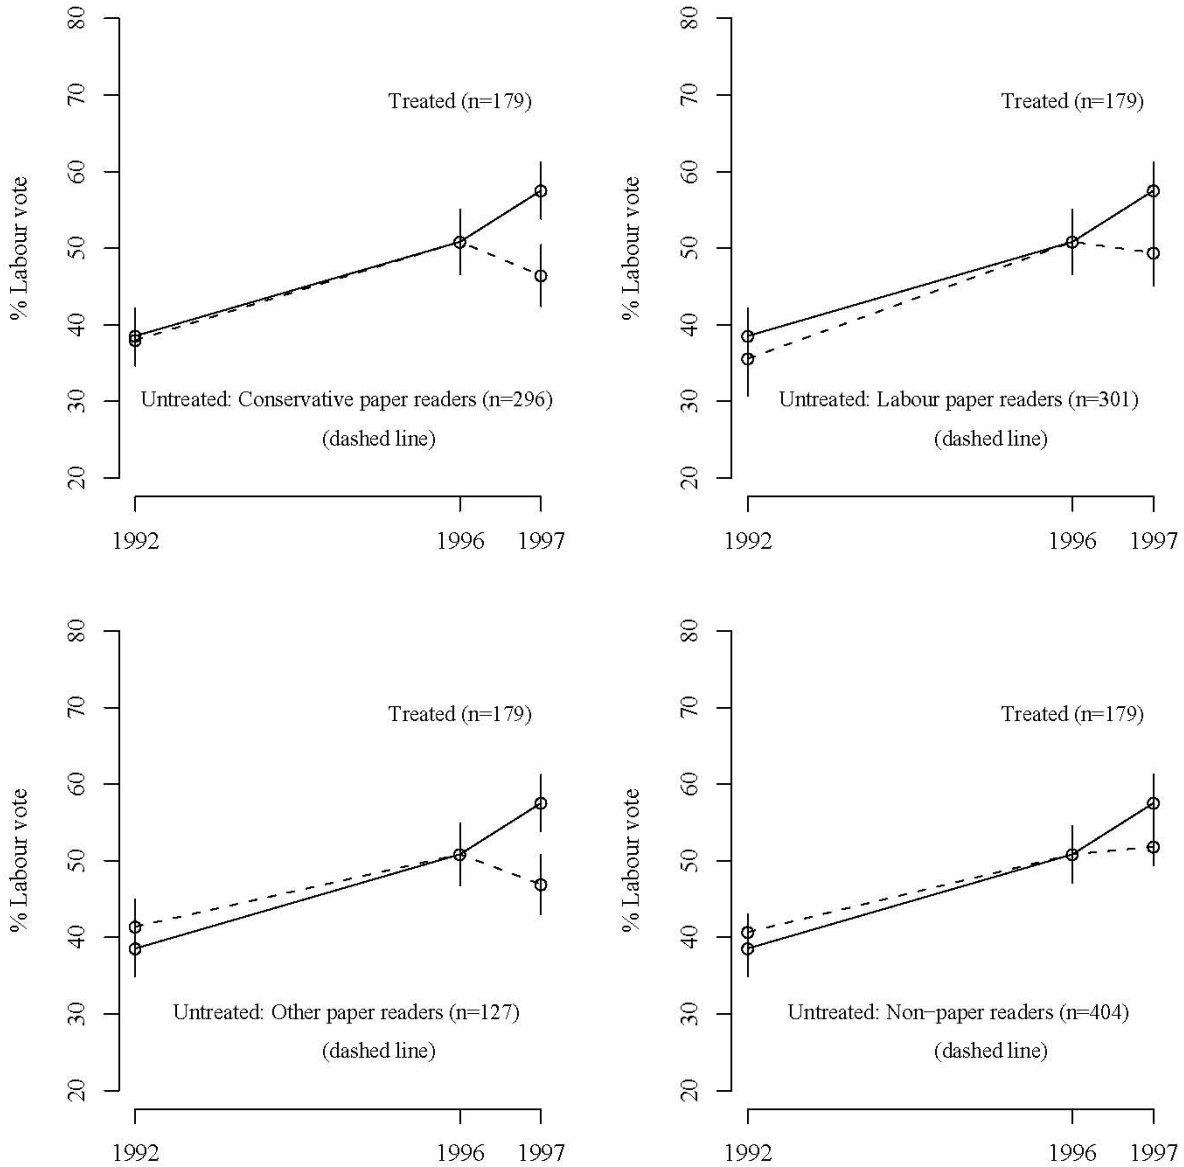 80
70
60
50
40
30
20
% Labour vote
Treated (n=179)
Untreated: Conservative paper readers (n=296)
(dashed line)
1992
1996
1997
80
70
60
50
40
30
20
% Labour vote
Treated (n=179)
Untreated: Labour paper readers (n=301)
(dashed line)
1992
1996
1997
80
70
60
50
40
30
20
% Labour vote
Treated (n=179)
Untreated: Other paper readers (n=127)
(dashed line)
1992
1996
1997
80
70
60
50
40
30
20
% Labour vote
Treated (n=179)
Untreated: Non−paper readers (n=404)
(dashed line)
1992
1996
1997